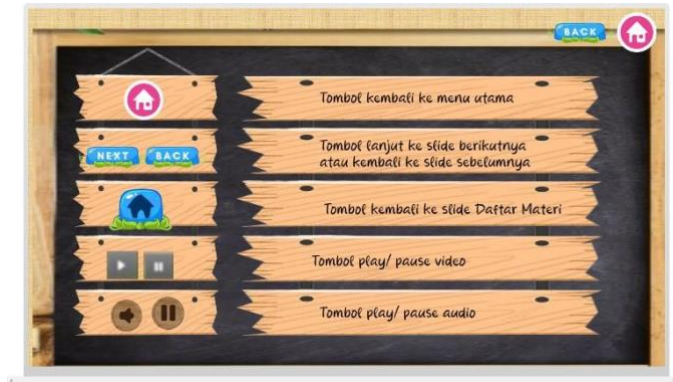 BACK
Tombol kembali ke menu utama
NEXT BACK
Tombol lanjut ke slide berikutnya
atau kembali ke slide sebelumnya
Tombol kembali ke slide Daftar Materi
Tombol play/ pause video
Tombol play/ pause audio